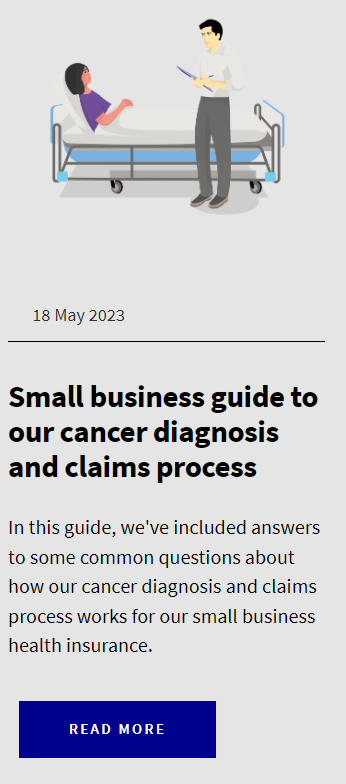 18 May 2023
Small business guide to
our cancer diagnosis
and claims process
In this guide, we've included answers
to some common questions about
how our cancer diagnosis and claims
process works for our small business
health insurance.
READ MORE